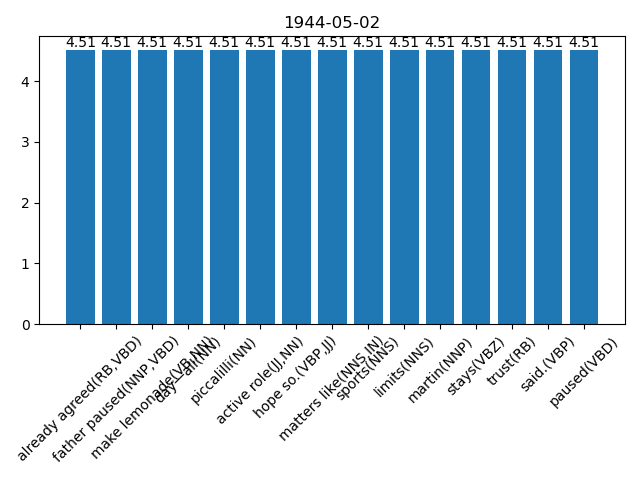 1944-05-02
4.51 4.51 4.51 4.51 4.51 4.51 4.51 4.51 4.51 4.51 4.51 4.51 4.51 4.51 4.51
4
3
2
1
0
already agreed(RB,VBD)
father paused(NNP,VBD)
make lemonade(VB,NN)
piccalilli(NN)
active role(JJ,NN)
hope so.(VBP,JJ)
matters like(NNS,IN)
sports(NNS)
limits(NNS)
martin(NNP)
stays(VBZ)
trust(RB)
said.(VBP)
paused(VBD)